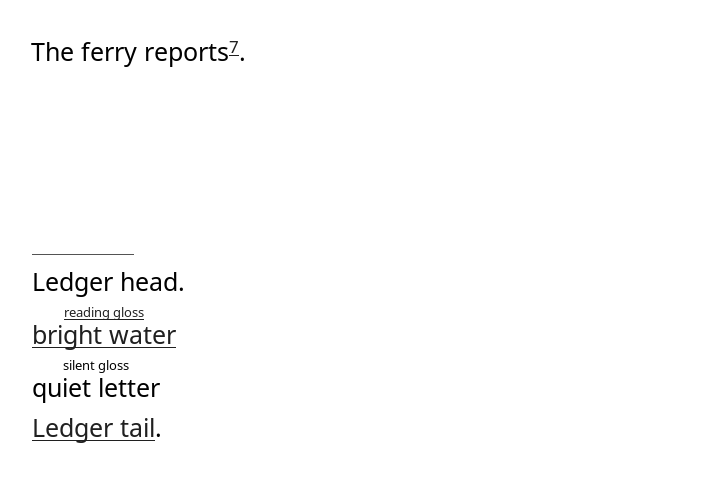 The ferry reports7.
Ledger head.
reading gloss
bright water
silent gloss
quiet letter
Ledger tail.